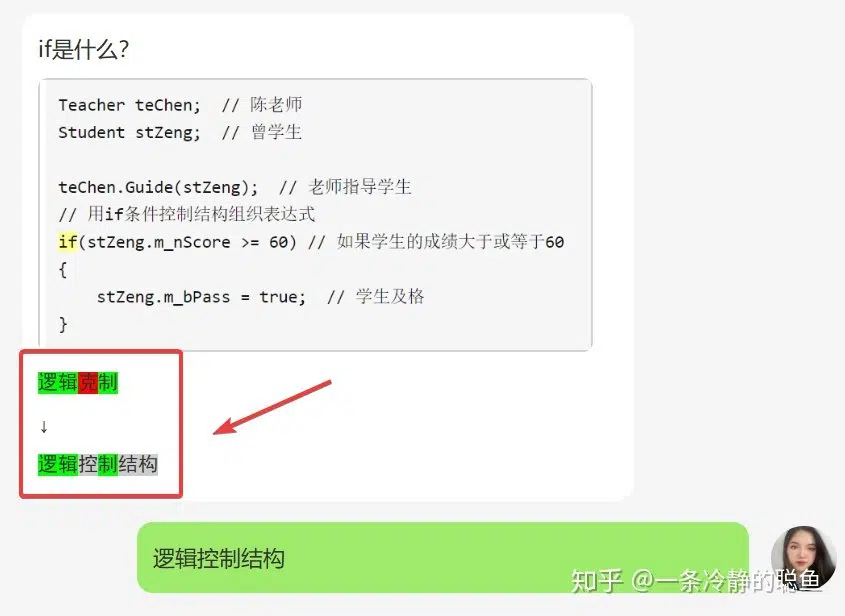 if是什么?
Teacher teChen;  // 陈老师
Student stZeng;  // 曾学生
teChen.Guide(stZeng);  // 老师指导学生
// 用if条件控制结构组织表达式
if(stZeng.m_nScore >= 60) // 如果学生的成绩大于或等于60
{
    stZeng.m_bPass = true;  // 学生及格
}
逻辑克制
↓
逻辑控制结构
逻辑控制结构
知乎 @一条冷静的聪鱼